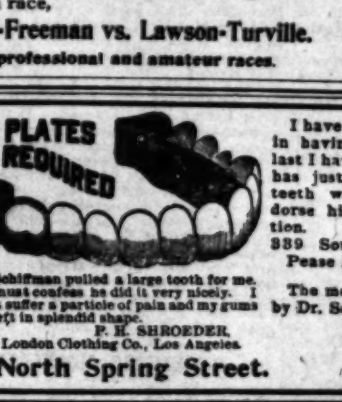 race,
-Freeman vs. Lawson-Turville.
professional and amateur races.
PLATES
REQUIRED
Schiffman pulled a large tooth for me.
must confess he did it very nicely. I
suffer a particle of pain and my gums
left in splendid shape.
P. H. SHROEDER,
London Clothing Co., Los Angeles.
North Spring Street.
I have
in havin
last I ha
has just
teeth w
dorse hi
tion.
339 Sou
Pease
The mo
by Dr. S